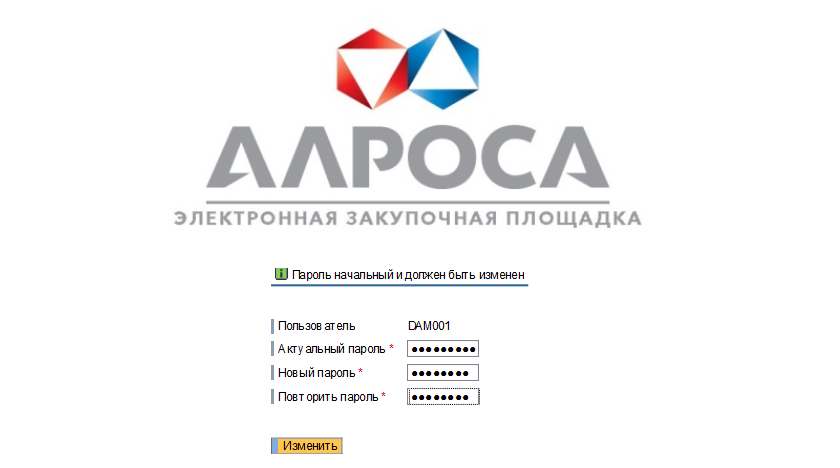 АЛРОСА
ЭЛЕКТРОННАЯ ЗАКУПОЧНАЯ ПЛОЩАДКА
Пароль начальный и должен быть изменен
Пользователь DAM001
Актуальный пароль * ●●●●●●●●●
Новый пароль * ●●●●●●●●
Повторить пароль * ●●●●●●●●
Изменить